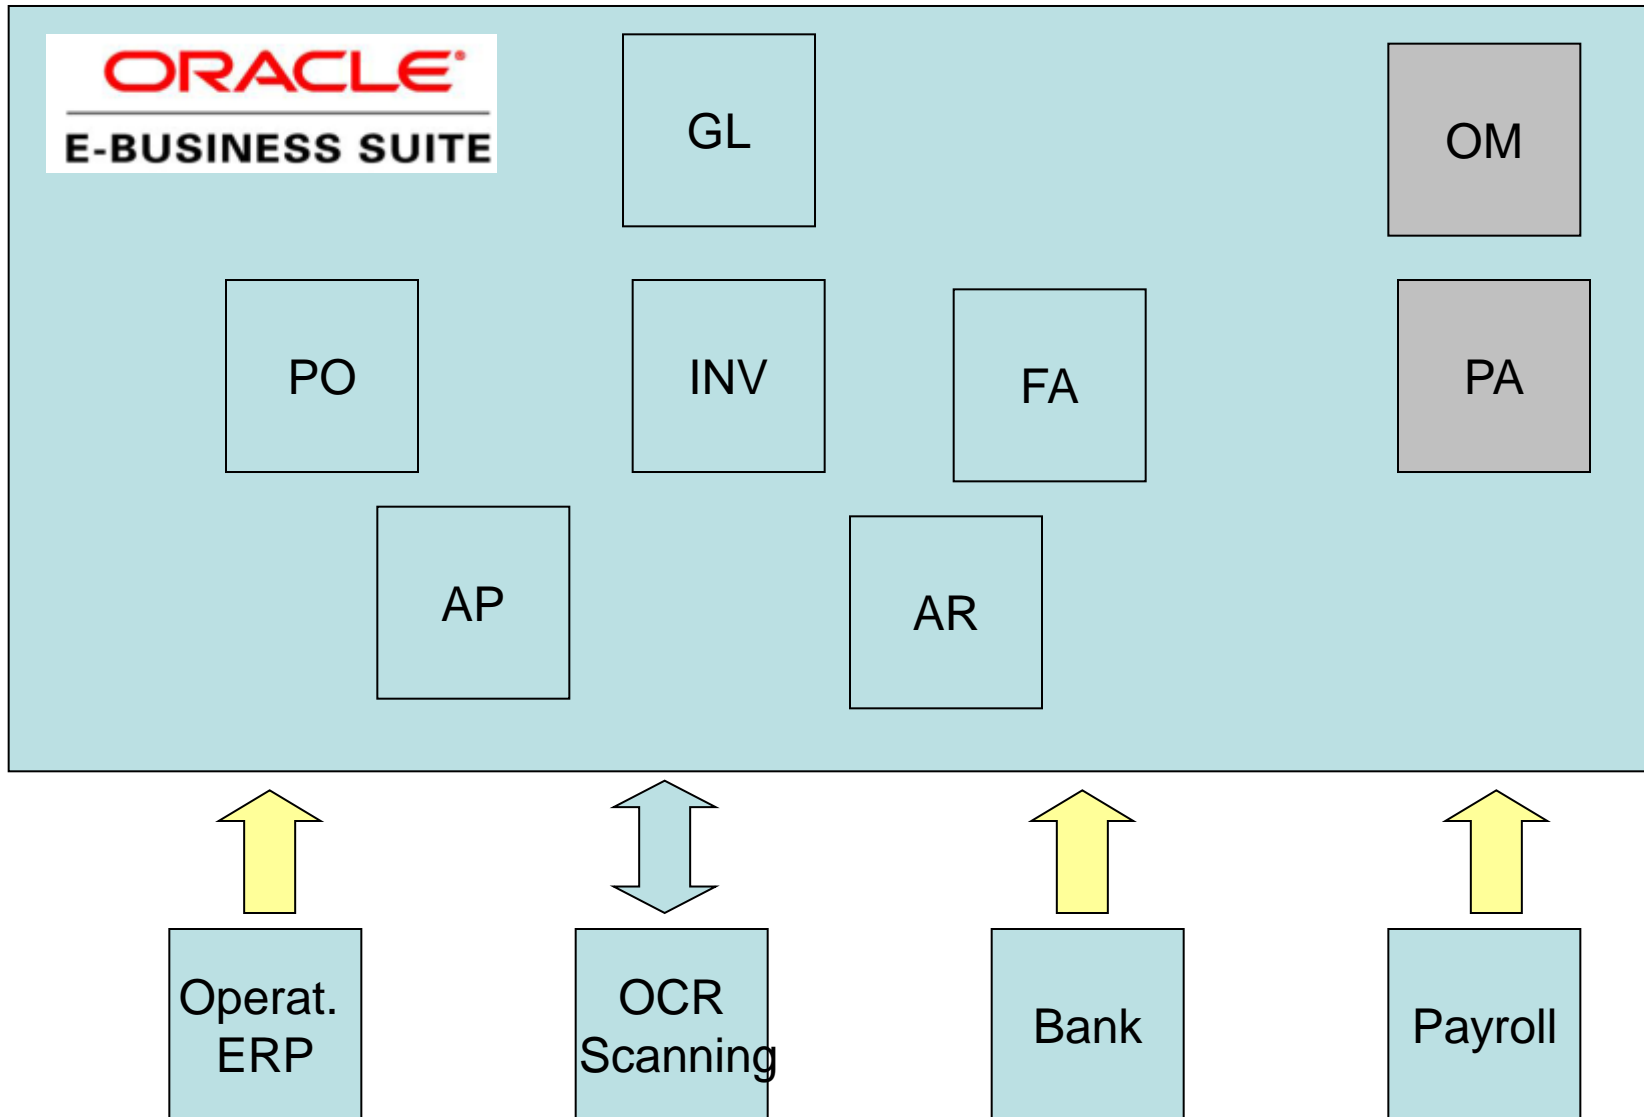 ORACLE®
E-BUSINESS SUITE
GL
OM
PO
INV
FA
PA
AP
AR
Operat.
ERP
OCR
Scanning
Bank
Payroll